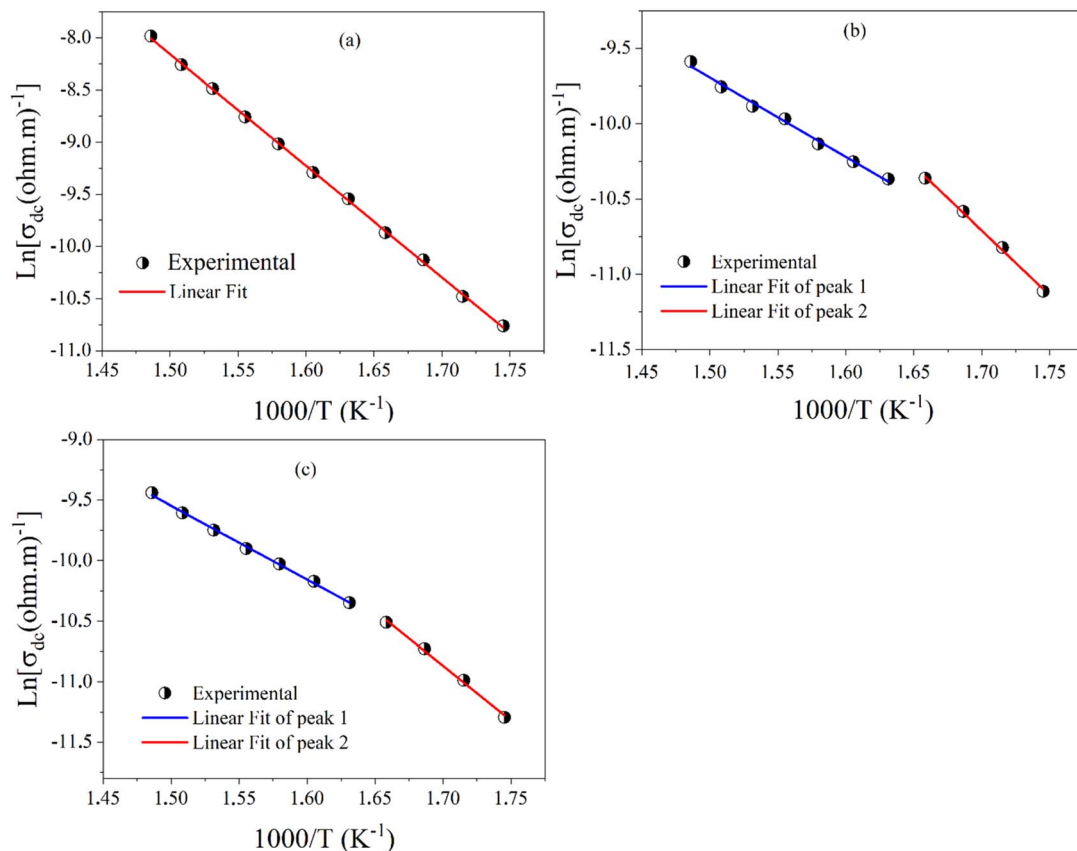 (a)
Ln[σdc(ohm.m)-1]
-8.0
-8.5
-9.0
-9.5
-10.0
-10.5
-11.0
Experimental
Linear Fit
1.45 1.50 1.55 1.60 1.65 1.70 1.75
1000/T (K-1)
(b)
Ln[σdc(ohm.m)-1]
-9.5
-10.0
-10.5
-11.0
-11.5
Experimental
Linear Fit of peak 1
Linear Fit of peak 2
1.45 1.50 1.55 1.60 1.65 1.70 1.75
1000/T (K-1)
(c)
Ln[σdc(ohm.m)-1]
-9.0
-9.5
-10.0
-10.5
-11.0
-11.5
Experimental
Linear Fit of peak 1
Linear Fit of peak 2
1.45 1.50 1.55 1.60 1.65 1.70 1.75
1000/T (K-1)